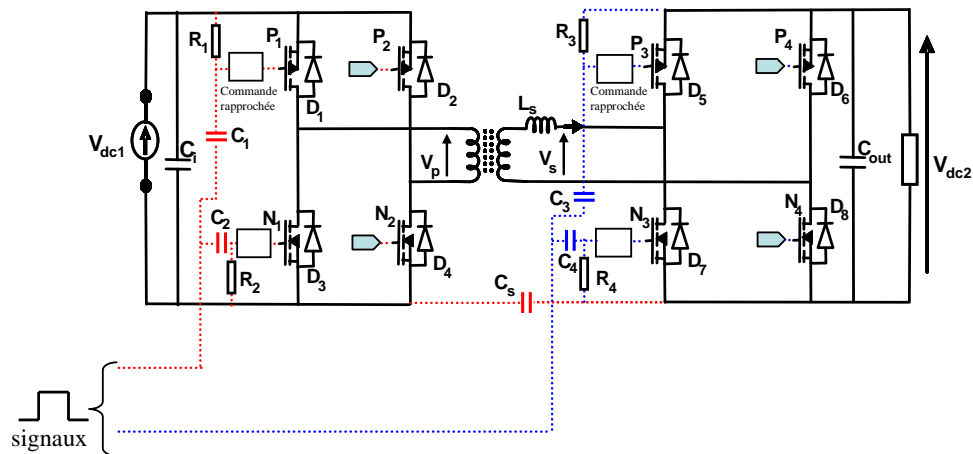 R1
P1
P2
R3
P3
P4
Commande
rapprochée
D1
D2
Commande
rapprochée
D5
D6
Ls
Vdc1
Ci
C1
Vp
Vs
Cout
Vdc2
C3
C2
N1
N2
N3
N4
D8
R2
D3
D4
C4
R4
D7
Cs
signaux